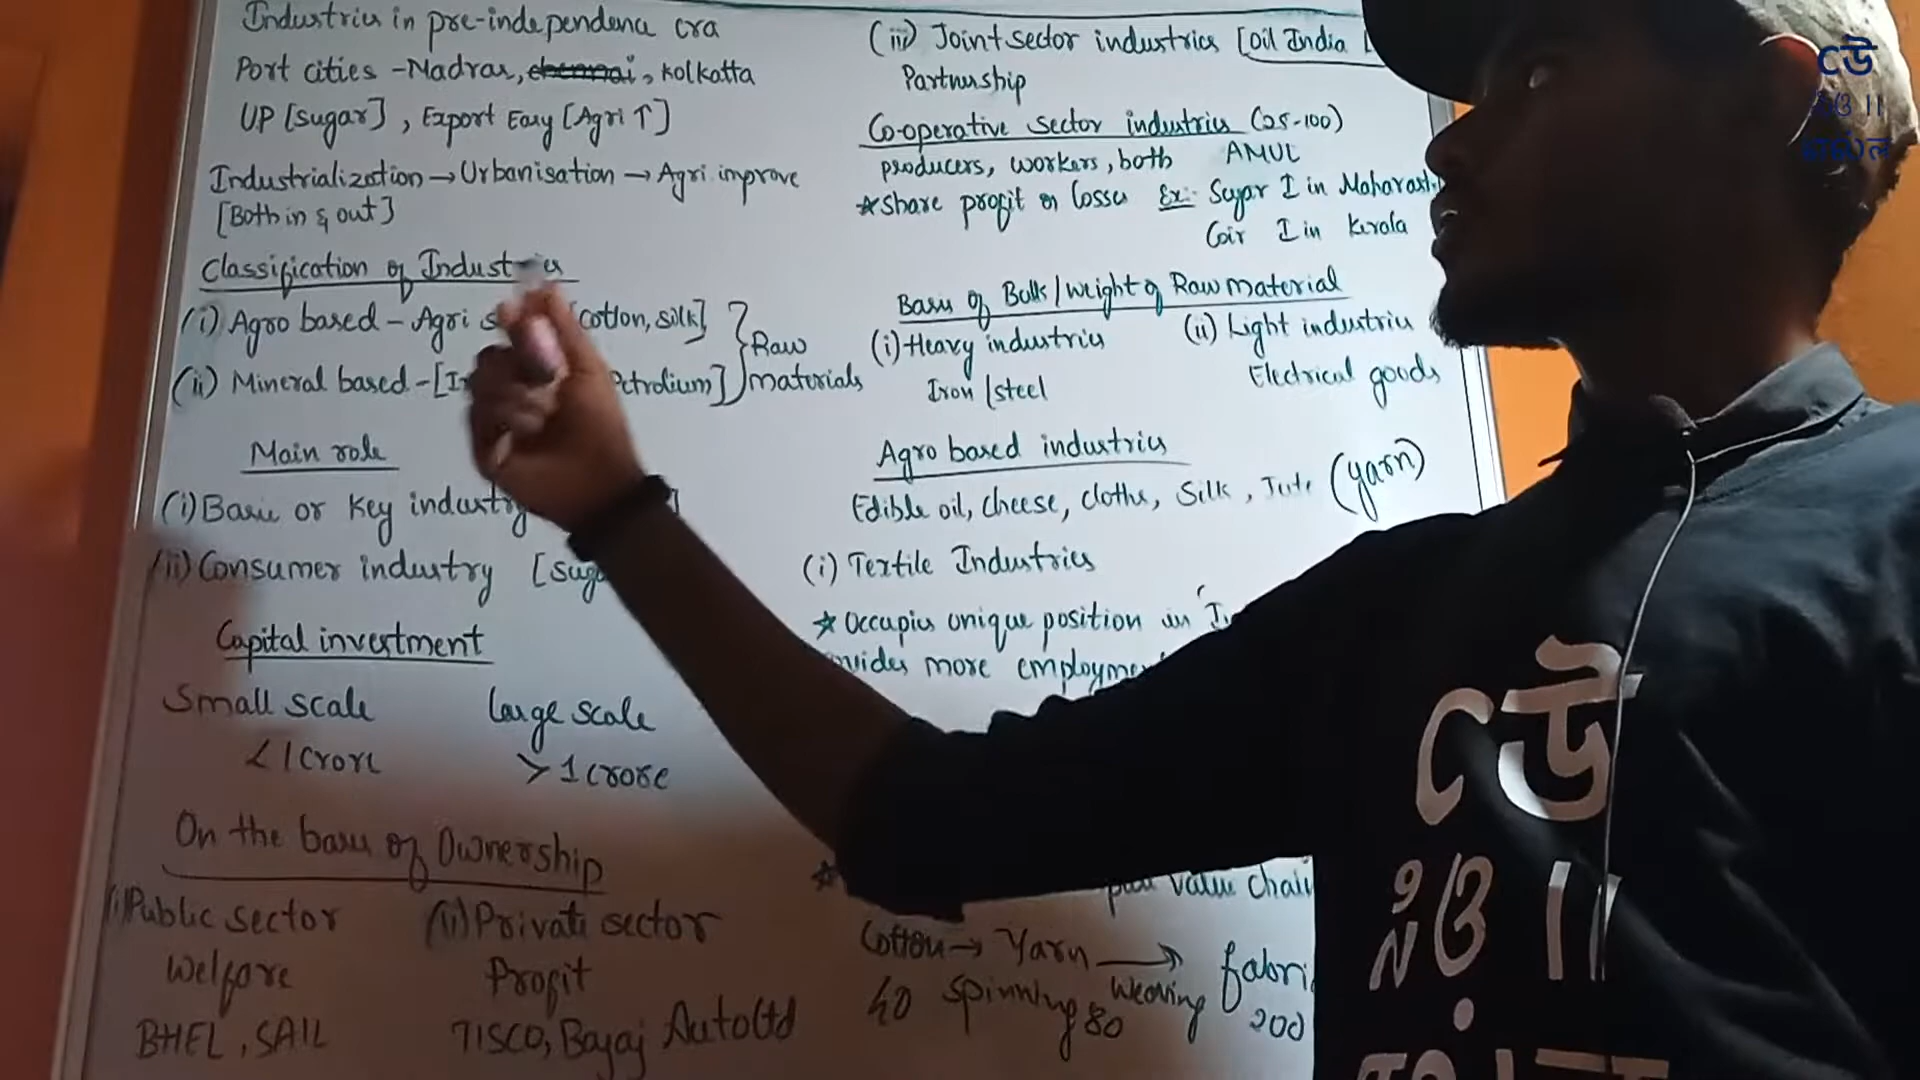 Industries in pre-independence era
Port cities - Madras, chennai, Kolkatta
UP [sugar], Export Easy [Agri ↑]
Industrialization → Urbanisation → Agri improve
[Both in & out]
Classification of Industries
(i) Agro based - Agri [cotton, silk]
(ii) Mineral based - [ Petrolium]
} Raw
materials
Main role
(i) Basic or Key industry
(ii) Consumer industry [suga
Capital investment
Small scale
< 1 crore
Large scale
> 1 crore
On the basis of Ownership
(i) Public sector
Welfare
BHEL, SAIL
(ii) Private sector
Profit
TISCO, Bajaj Auto Ltd
(iii) Joint sector industries [Oil India
Partnership
Co-operative sector industries (25-100)
producers, workers, both AMUL
☆ share profit or losses Ex:- Sugar I in Maharast
Coir I in Kerala
Basis of Bulk/weight of Raw material
(i) Heavy industries
Iron/steel
(ii) Light industries
Electrical goods
Agro based industries
Edible oil, cheese, cloths, Silk, Jute (yarn)
(i) Textile Industries
☆ Occupies unique position in In
ovides more employmen
☆
value chain
Cotton → Yarn → fabri
40 Spinning 80 Weaving 200